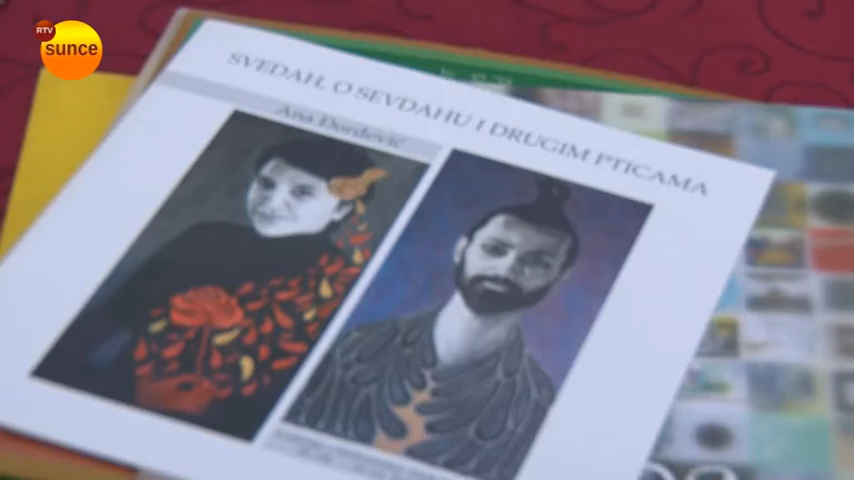 RTV
sunce
SVEDAH, O SEVDAHU I DRUGIM PTICAMA
Ana Đorđević